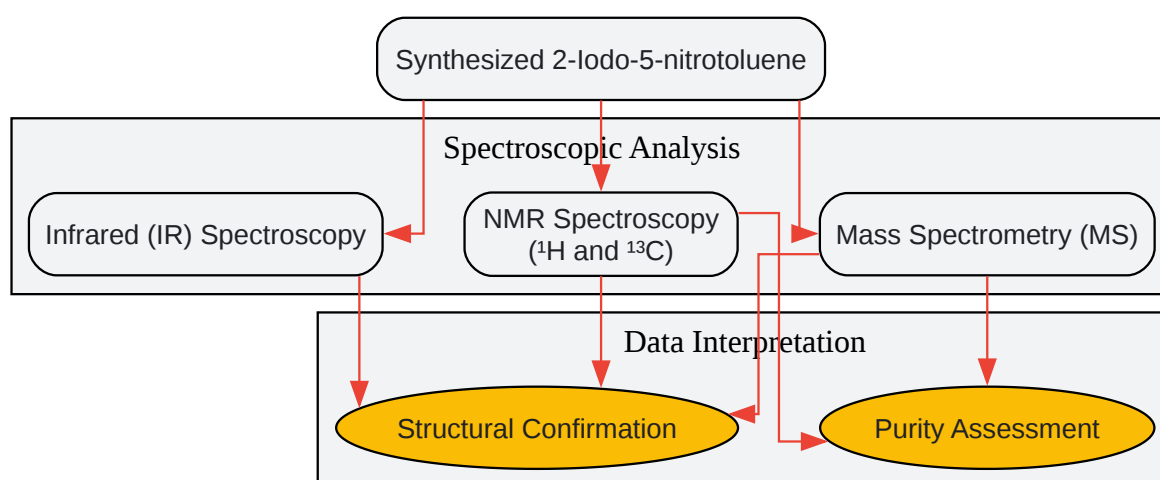 Synthesized 2-Iodo-5-nitrotoluene
Spectroscopic Analysis
Infrared (IR) Spectroscopy
NMR Spectroscopy
(¹H and ¹³C)
Mass Spectrometry (MS)
Data Interpretation
Structural Confirmation
Purity Assessment